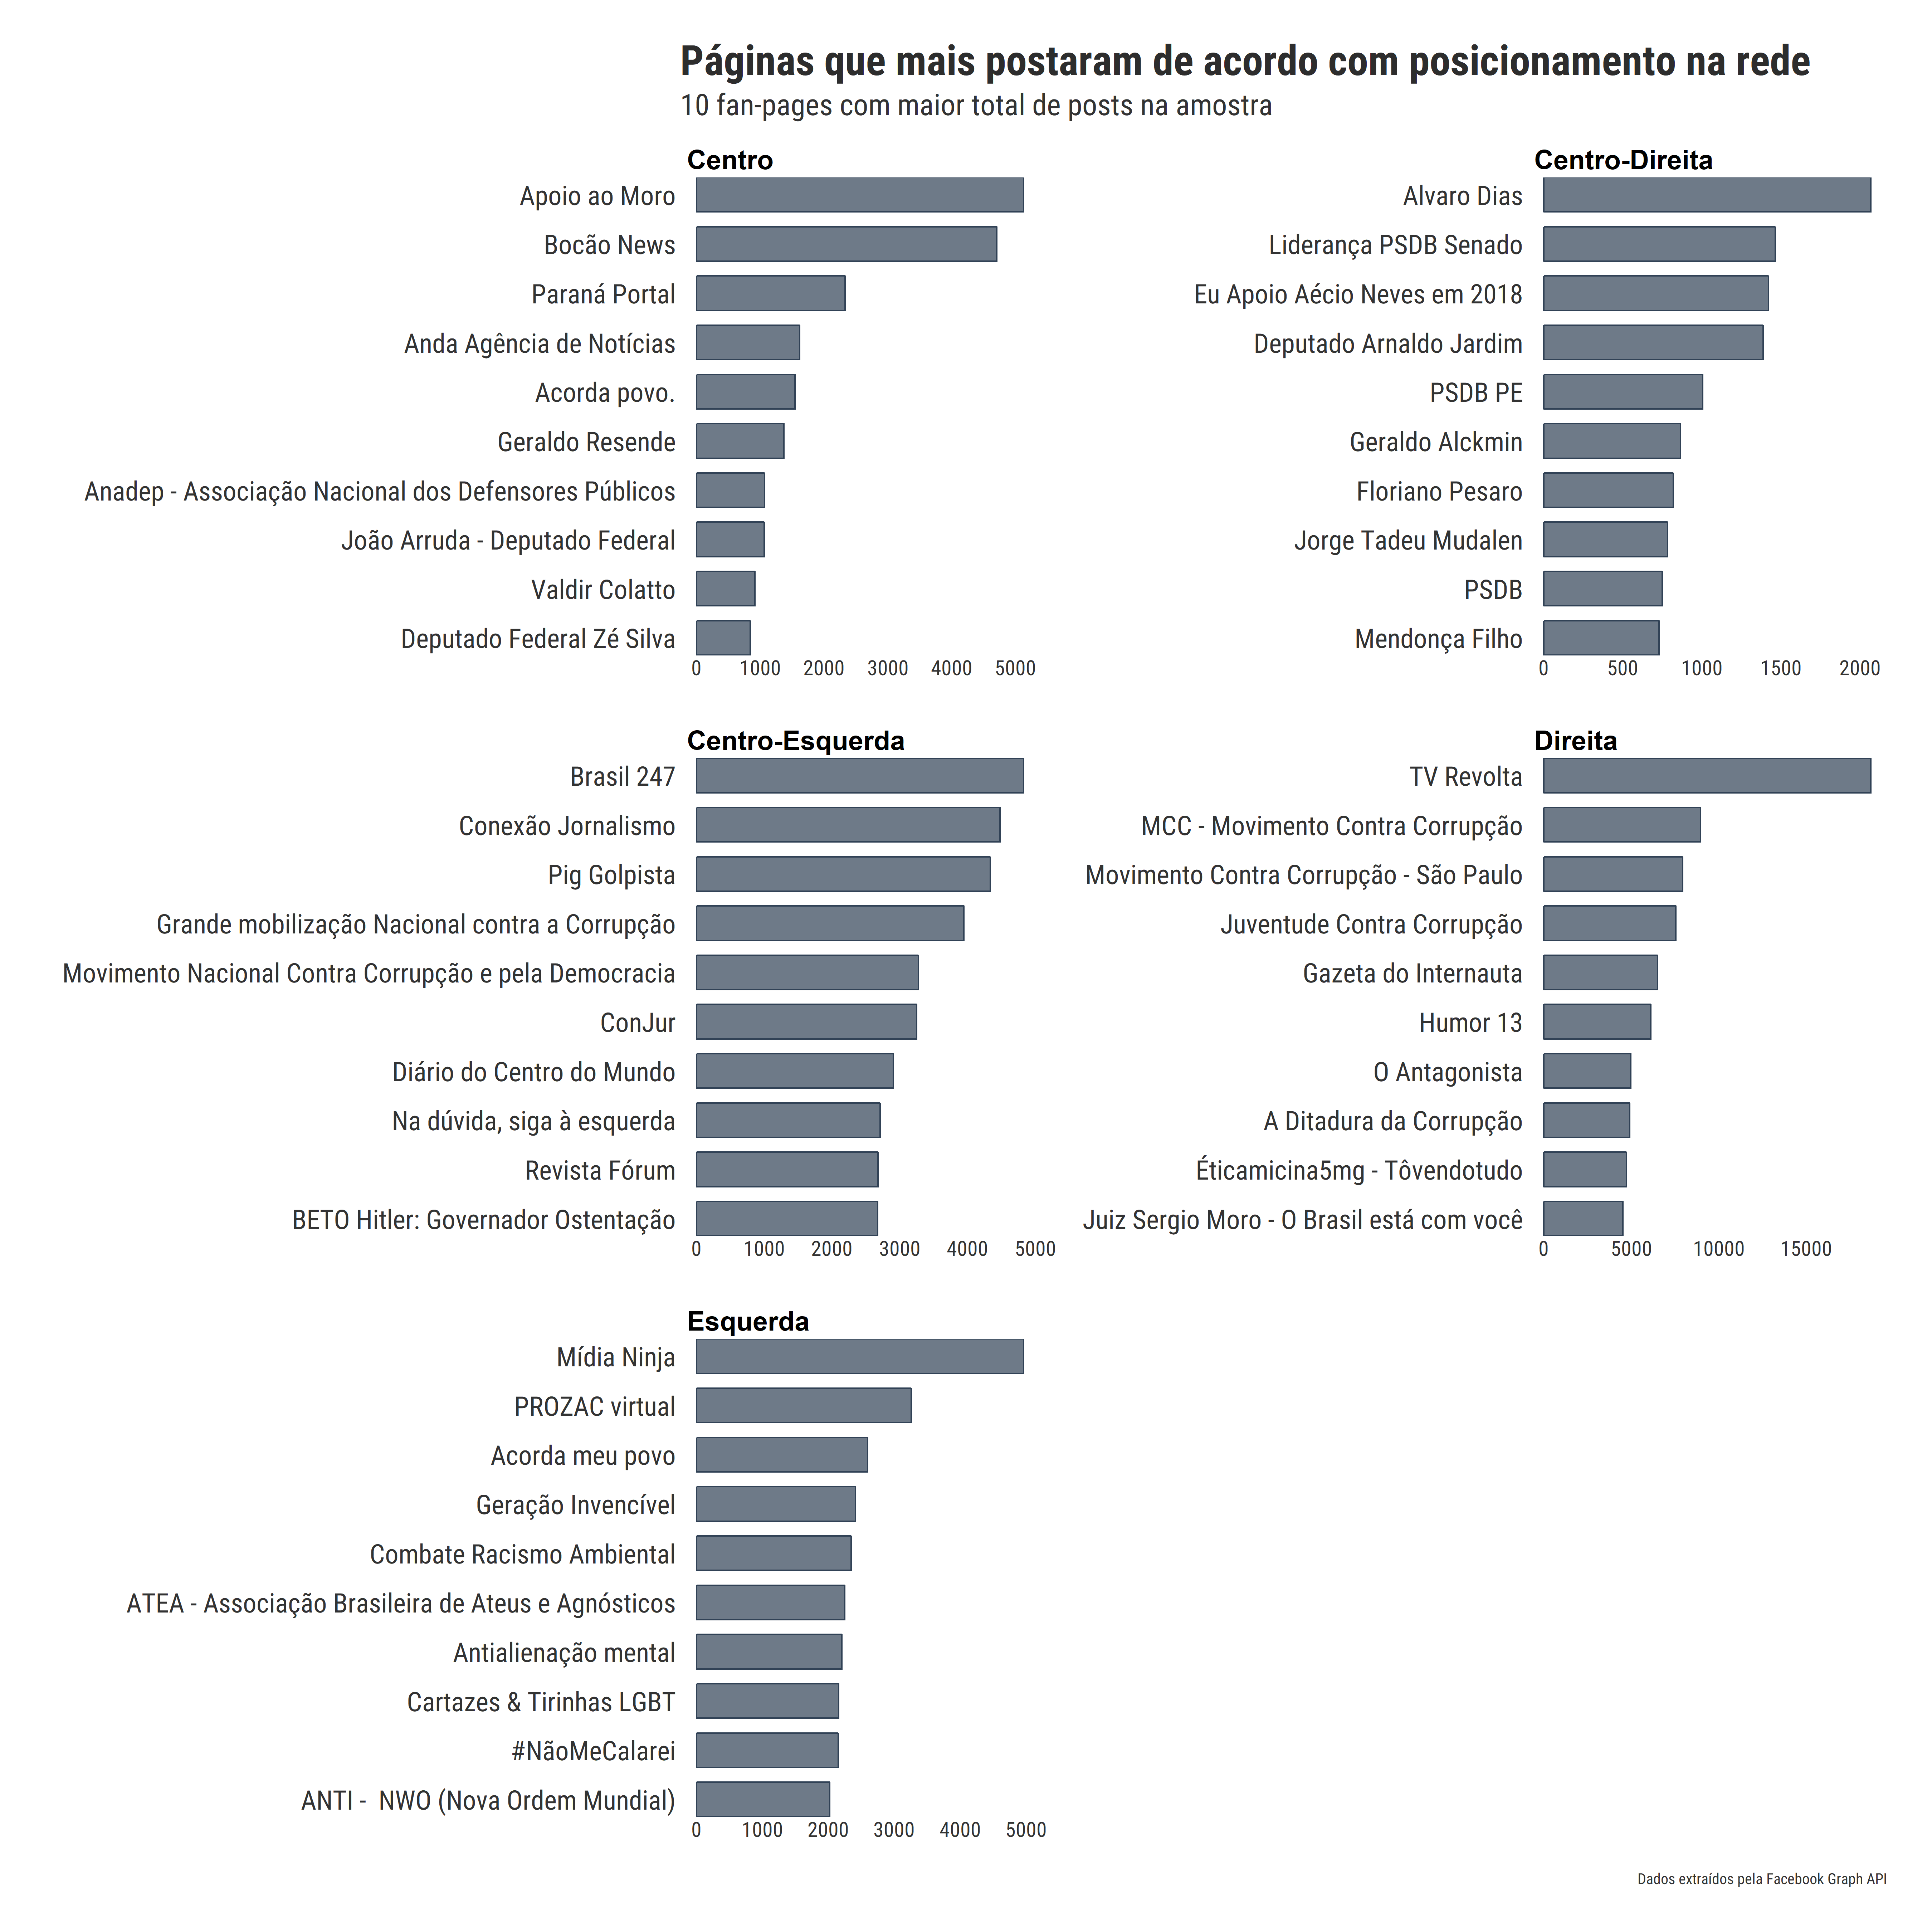 Páginas que mais postaram de acordo com posicionamento na rede
10 fan-pages com maior total de posts na amostra
Centro
Apoio ao Moro
Bocão News
Paraná Portal
Anda Agência de Notícias
Acorda povo.
Geraldo Resende
Anadep - Associação Nacional dos Defensores Públicos
João Arruda - Deputado Federal
Valdir Colatto
Deputado Federal Zé Silva
0 1000 2000 3000 4000 5000
Centro-Direita
Alvaro Dias
Liderança PSDB Senado
Eu Apoio Aécio Neves em 2018
Deputado Arnaldo Jardim
PSDB PE
Geraldo Alckmin
Floriano Pesaro
Jorge Tadeu Mudalen
PSDB
Mendonça Filho
0 500 1000 1500 2000
Centro-Esquerda
Brasil 247
Conexão Jornalismo
Pig Golpista
Grande mobilização Nacional contra a Corrupção
Movimento Nacional Contra Corrupção e pela Democracia
ConJur
Diário do Centro do Mundo
Na dúvida, siga à esquerda
Revista Fórum
BETO Hitler: Governador Ostentação
0 1000 2000 3000 4000 5000
Direita
TV Revolta
MCC - Movimento Contra Corrupção
Movimento Contra Corrupção - São Paulo
Juventude Contra Corrupção
Gazeta do Internauta
Humor 13
O Antagonista
A Ditadura da Corrupção
Éticamicina5mg - Tôvendotudo
Juiz Sergio Moro - O Brasil está com você
0 5000 10000 15000
Esquerda
Mídia Ninja
PROZAC virtual
Acorda meu povo
Geração Invencível
Combate Racismo Ambiental
ATEA - Associação Brasileira de Ateus e Agnósticos
Antialienação mental
Cartazes & Tirinhas LGBT
#NãoMeCalarei
ANTI -  NWO (Nova Ordem Mundial)
0 1000 2000 3000 4000 5000
Dados extraídos pela Facebook Graph API